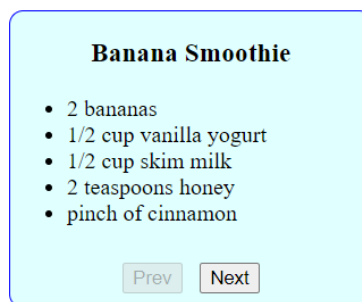 Banana Smoothie
• 2 bananas
• 1/2 cup vanilla yogurt
• 1/2 cup skim milk
• 2 teaspoons honey
• pinch of cinnamon
Prev Next